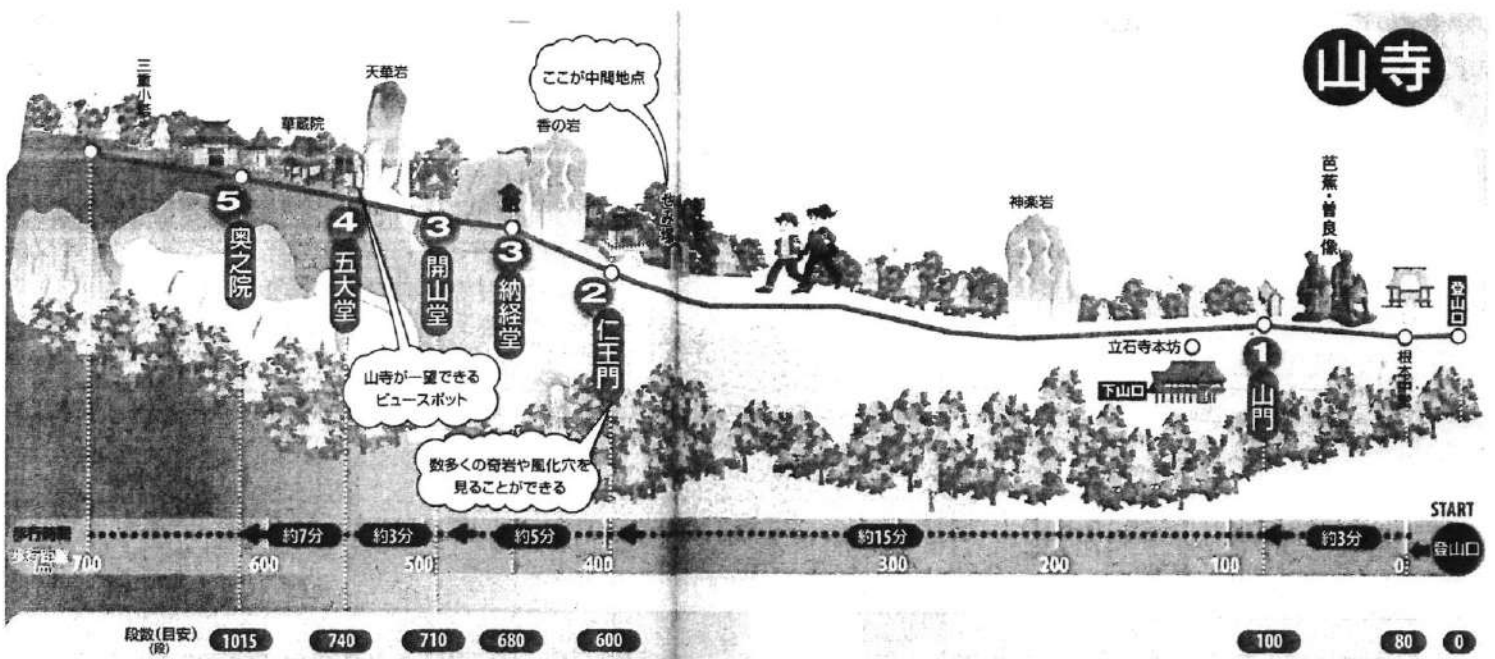 山寺
三重小塔
天華岩
ここが中間地点
華蔵院
香の岩
せみ塚
神楽岩
芭蕉・曽良像
登山口
5
奥之院
4
五大堂
3
開山堂
3
納経堂
2
仁王門
立石寺本坊
下山口
1
山門
根本中堂
山寺が一望できる
ビュースポット
数多くの奇岩や風化穴を
見ることができる
START
歩行時間
約7分
約3分
約5分
約15分
約3分
登山口
歩行距離
700
600
500
400
300
200
100
0
段数(目安)
(段)
1015
740
710
680
600
100
80
0